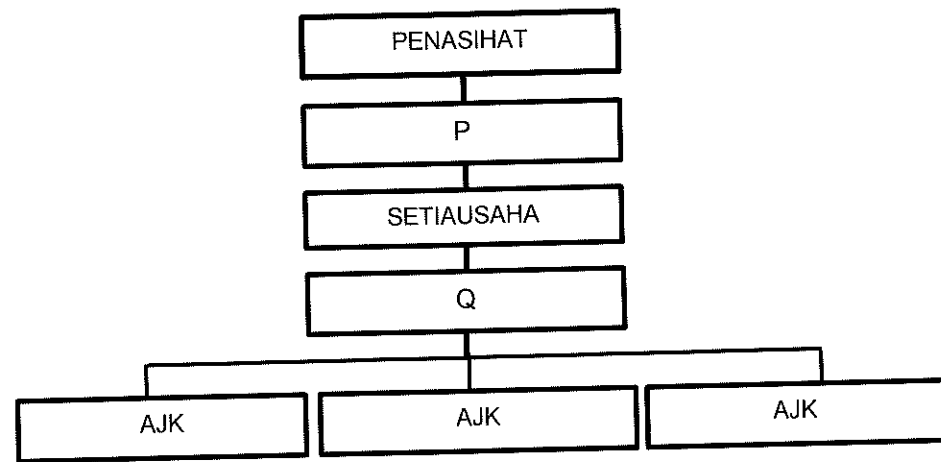 PENASIHAT
P
SETIAUSAHA
Q
AJK
AJK
AJK